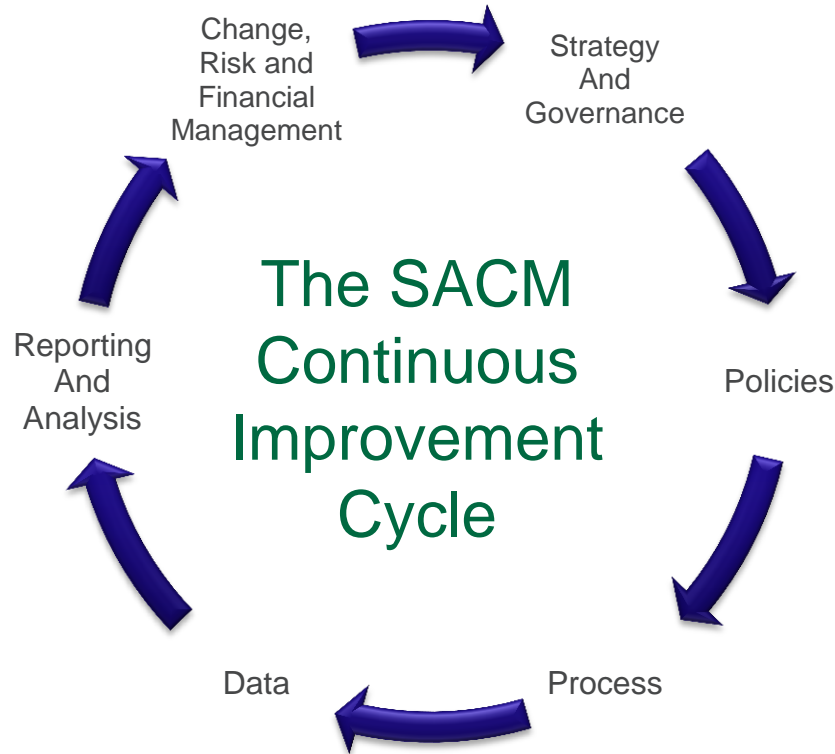 Change,
Risk and
Financial
Management
Strategy
And
Governance
The SACM
Continuous
Improvement
Cycle
Reporting
And
Analysis
Policies
Data
Process